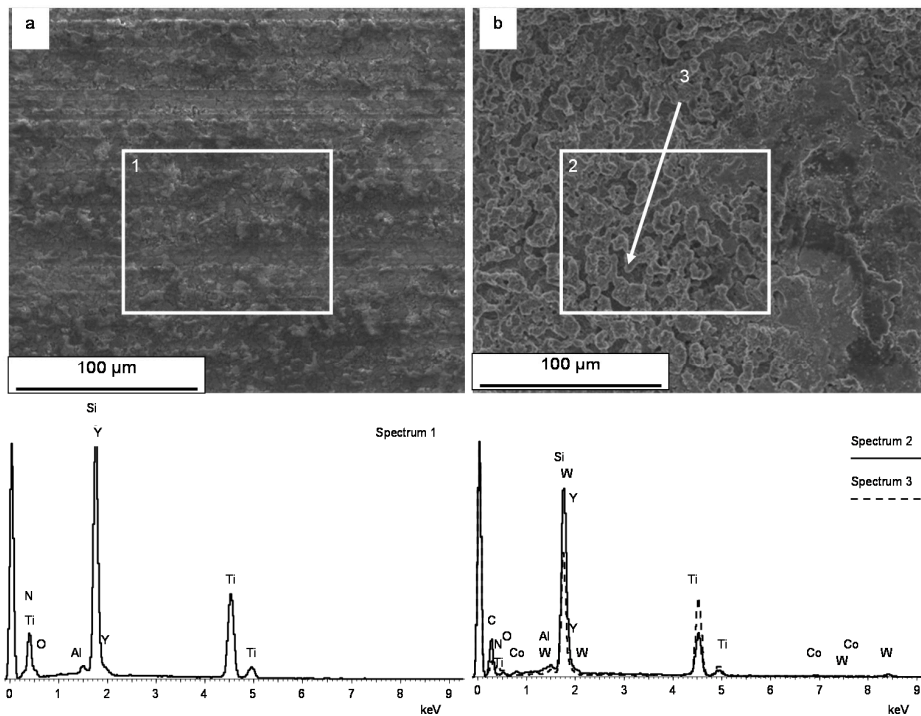 a
1
100 µm
b
3
2
100 µm
Si
Y
Spectrum 1
N
Ti
O
Al
Y
Ti
Ti
0 1 2 3 4 5 6 7 8 9
keV
Spectrum 2
Spectrum 3
Si
W
Y
Ti
C
N
O
Ti
Co
Al
W
Y
W
Ti
Co
Co
W
W
0 1 2 3 4 5 6 7 8 9
keV